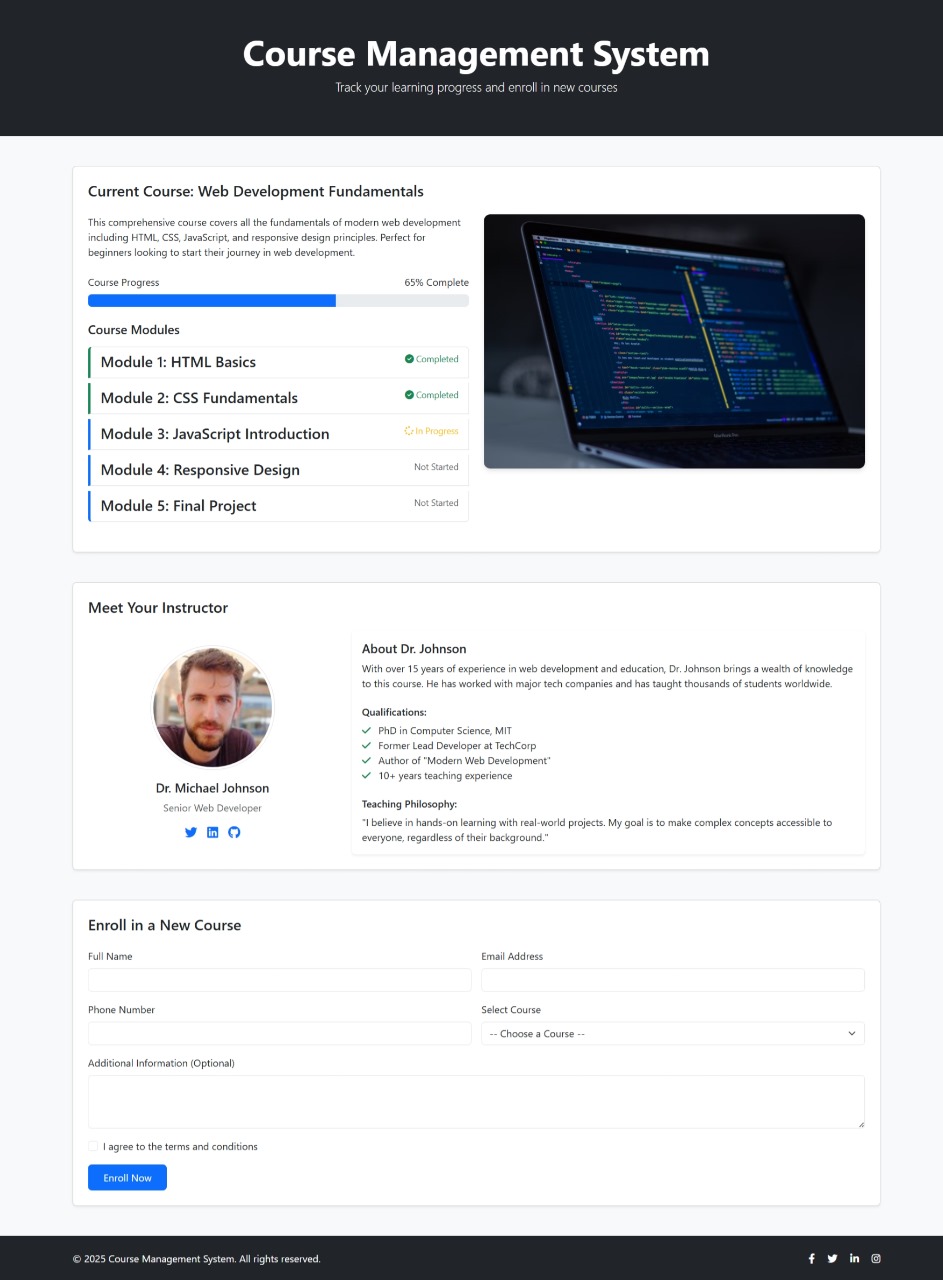 Course Management System
Track your learning progress and enroll in new courses
Current Course: Web Development Fundamentals
This comprehensive course covers all the fundamentals of modern web development
including HTML, CSS, JavaScript, and responsive design principles. Perfect for
beginners looking to start their journey in web development.
Course Progress
65% Complete
Course Modules
Module 1: HTML Basics
Completed
Module 2: CSS Fundamentals
Completed
Module 3: JavaScript Introduction
In Progress
Module 4: Responsive Design
Not Started
Module 5: Final Project
Not Started
Meet Your Instructor
Dr. Michael Johnson
Senior Web Developer
About Dr. Johnson
With over 15 years of experience in web development and education, Dr. Johnson brings a wealth of knowledge
to this course. He has worked with major tech companies and has taught thousands of students worldwide.
Qualifications:
PhD in Computer Science, MIT
Former Lead Developer at TechCorp
Author of "Modern Web Development"
10+ years teaching experience
Teaching Philosophy:
"I believe in hands-on learning with real-world projects. My goal is to make complex concepts accessible to
everyone, regardless of their background."
Enroll in a New Course
Full Name
Email Address
Phone Number
Select Course
-- Choose a Course --
Additional Information (Optional)
I agree to the terms and conditions
Enroll Now
© 2025 Course Management System. All rights reserved.